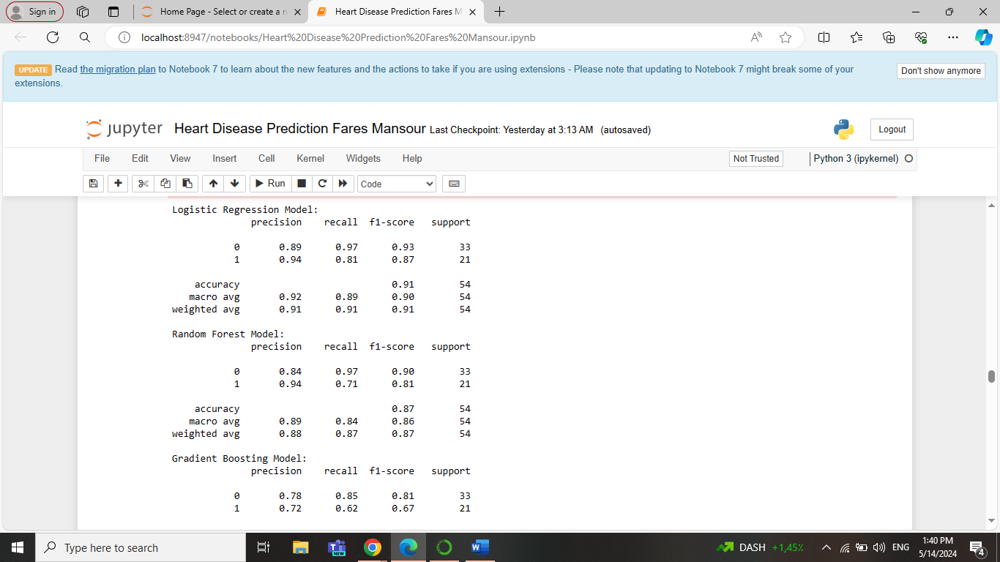 Sign in
Home Page - Select or create a n
Heart Disease Prediction Fares M
localhost:8947/notebooks/Heart%20Disease%20Prediction%20Fares%20Mansour.ipynb
UPDATE Read the migration plan to Notebook 7 to learn about the new features and the actions to take if you are using extensions - Please note that updating to Notebook 7 might break some of your
extensions.
Don't show anymore
jupyter Heart Disease Prediction Fares Mansour Last Checkpoint: Yesterday at 3:13 AM (autosaved)
Logout
File Edit View Insert Cell Kernel Widgets Help
Not Trusted
Python 3 (ipykernel)
Run
Code
Logistic Regression Model:
precision recall f1-score support
0 0.89 0.97 0.93 33
1 0.94 0.81 0.87 21
accuracy 0.91 54
macro avg 0.92 0.89 0.90 54
weighted avg 0.91 0.91 0.91 54
Random Forest Model:
precision recall f1-score support
0 0.84 0.97 0.90 33
1 0.94 0.71 0.81 21
accuracy 0.87 54
macro avg 0.89 0.84 0.86 54
weighted avg 0.88 0.87 0.87 54
Gradient Boosting Model:
precision recall f1-score support
0 0.78 0.85 0.81 33
1 0.72 0.62 0.67 21
Type here to search
NEW
DASH +1,45%
ENG
1:40 PM
5/14/2024
4